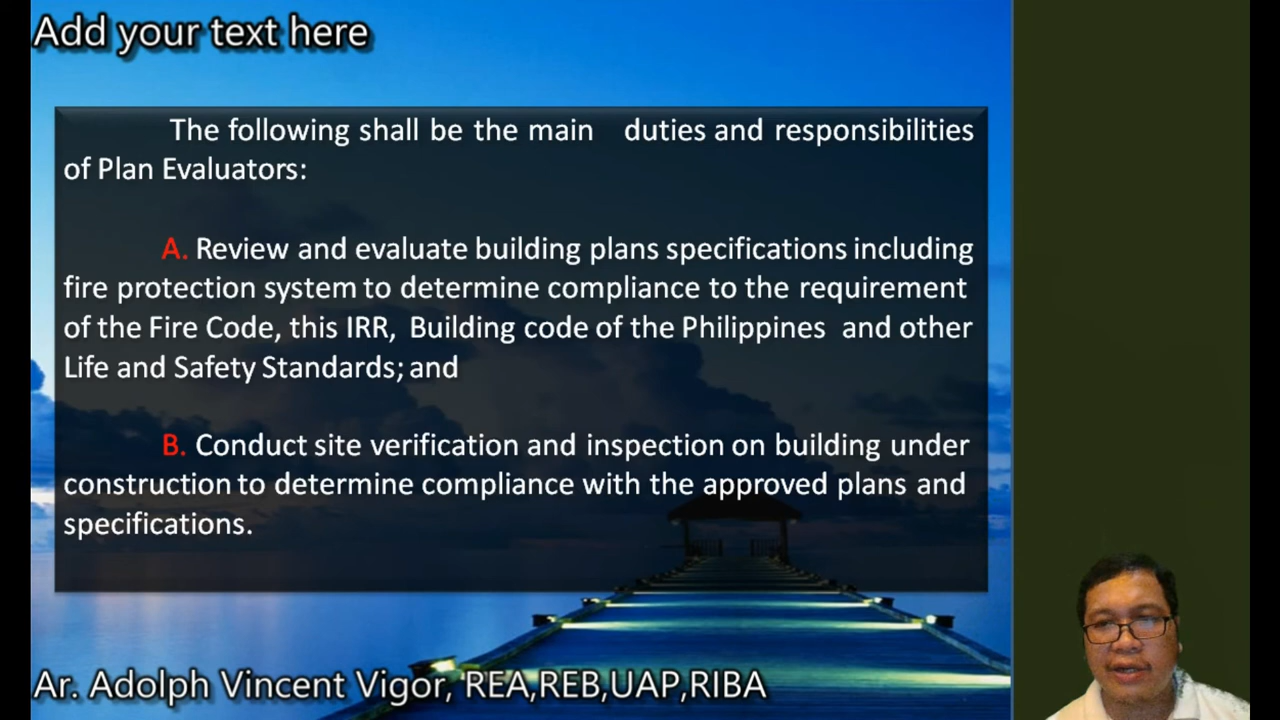 Add your text here
The following shall be the main duties and responsibilities
of Plan Evaluators:
A. Review and evaluate building plans specifications including
fire protection system to determine compliance to the requirement
of the Fire Code, this IRR, Building code of the Philippines and other
Life and Safety Standards; and
B. Conduct site verification and inspection on building under
construction to determine compliance with the approved plans and
specifications.
Ar. Adolph Vincent Vigor, REA,REB,UAP,RIBA